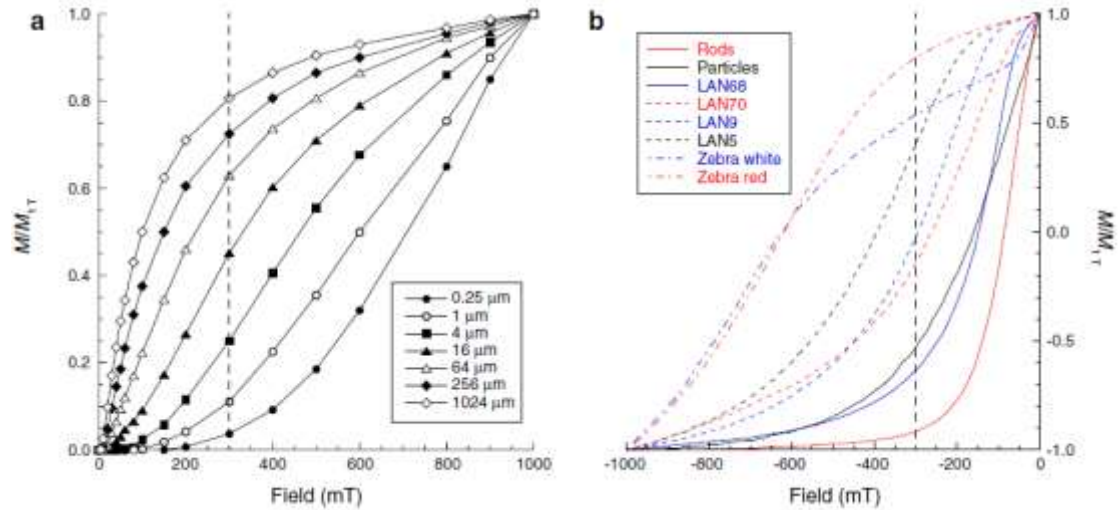 a
M/M1T
1.0
0.8
0.6
0.4
0.2
0.0
0
200
400
600
800
1000
Field (mT)
0.25 μm
1 μm
4 μm
16 μm
64 μm
256 μm
1024 μm
b
Rods
Particles
LAN68
LAN70
LAN9
LAN5
Zebra white
Zebra red
1.0
0.5
0.0
-0.5
-1.0
M/M1T
-1000
-800
-600
-400
-200
0
Field (mT)